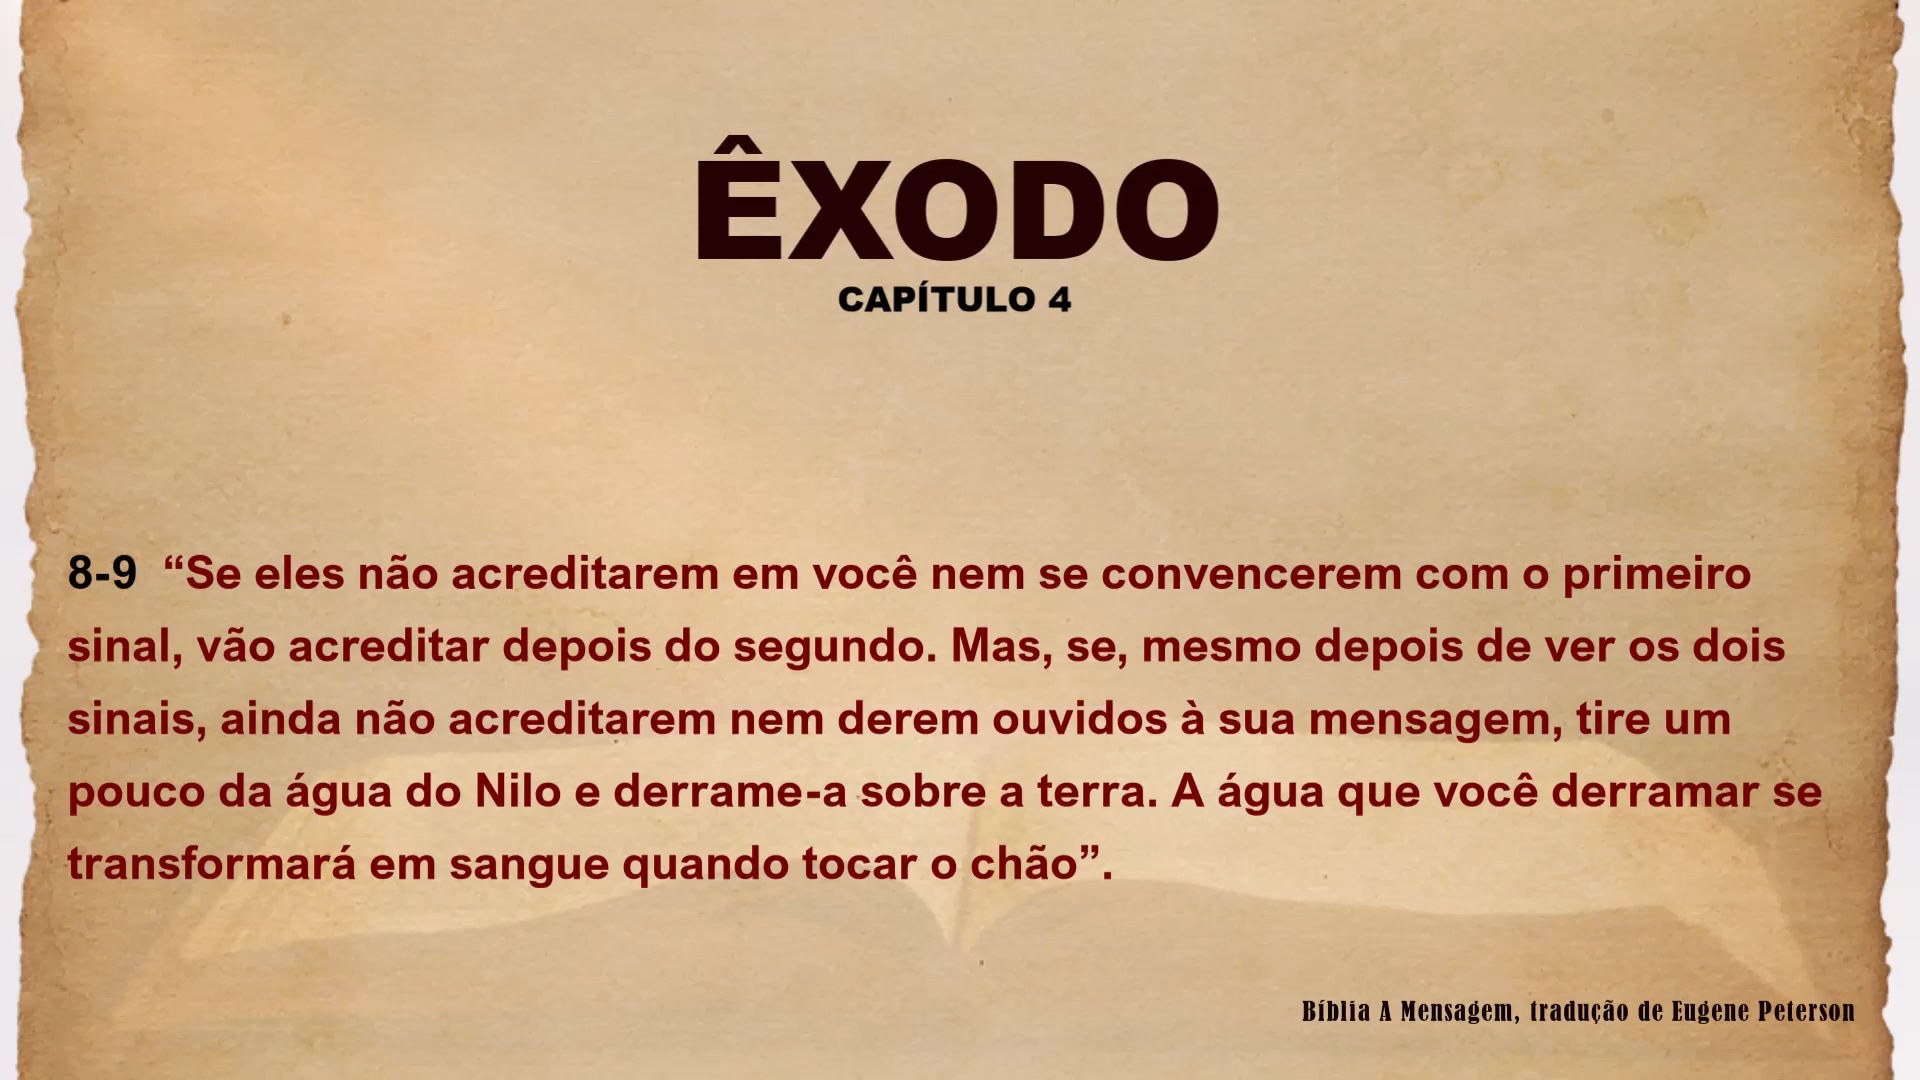 ÊXODO
CAPÍTULO 4
8-9 “Se eles não acreditarem em você nem se convencerem com o primeiro
sinal, vão acreditar depois do segundo. Mas, se, mesmo depois de ver os dois
sinais, ainda não acreditarem nem derem ouvidos à sua mensagem, tire um
pouco da água do Nilo e derrame-a sobre a terra. A água que você derramar se
transformará em sangue quando tocar o chão”.
Bíblia A Mensagem, tradução de Eugene Peterson